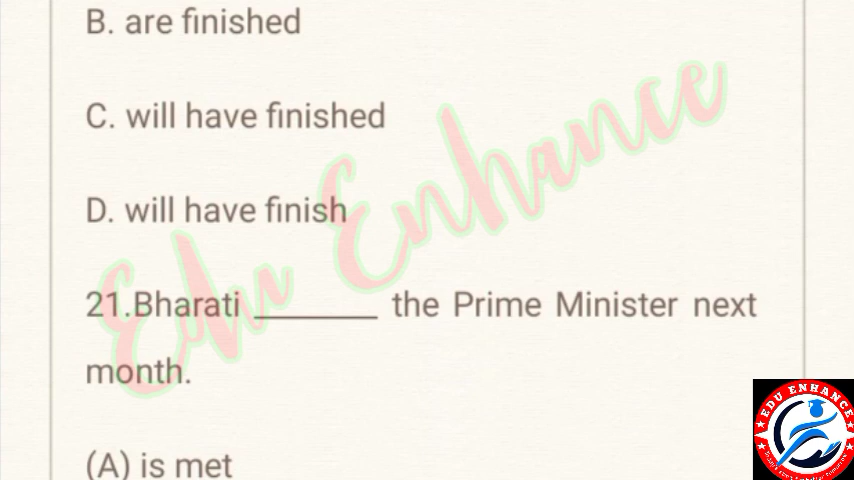 B. are finished
C. will have finished
D. will have finish
Edu Enhance
21.Bharati ________ the Prime Minister next
month.
(A) is met
EDU ENHANCE